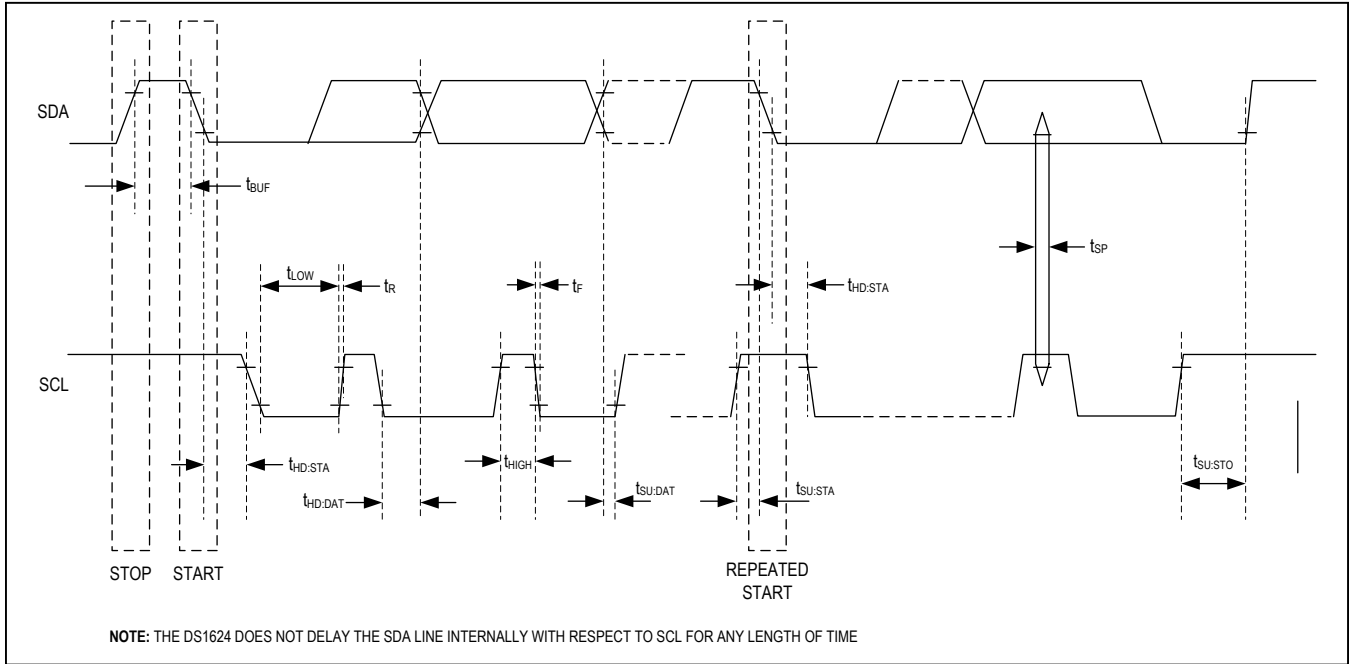 SDA
tBUF
tSP
tLOW
tR
tF
tHD:STA
SCL
tHD:STA
tHIGH
tSU:STO
tHD:DAT
tSU:DAT
tSU:STA
STOP
START
REPEATED
START
NOTE: THE DS1624 DOES NOT DELAY THE SDA LINE INTERNALLY WITH RESPECT TO SCL FOR ANY LENGTH OF TIME